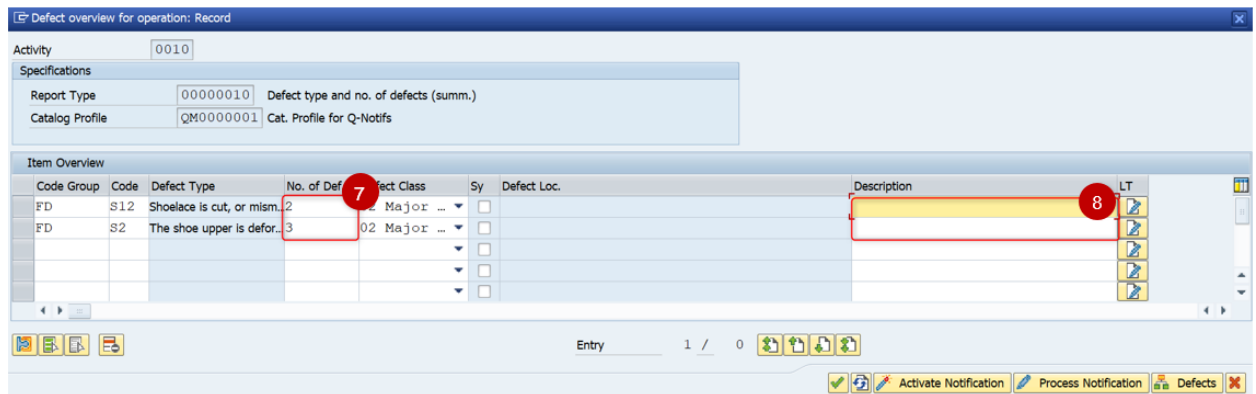 Defect overview for operation: Record
Activity 0010
Specifications
Report Type 00000010 Defect type and no. of defects (summ.)
Catalog Profile QM0000001 Cat. Profile for Q-Notifs
Item Overview
Code Group Code Defect Type No. of Def 7 fect Class Sy Defect Loc. Description LT
FD S12 Shoelace is cut, or mism.. 2 Major ... 8
FD S2 The shoe upper is defor... 3 02 Major ...
Entry 1 / 0
Activate Notification Process Notification Defects